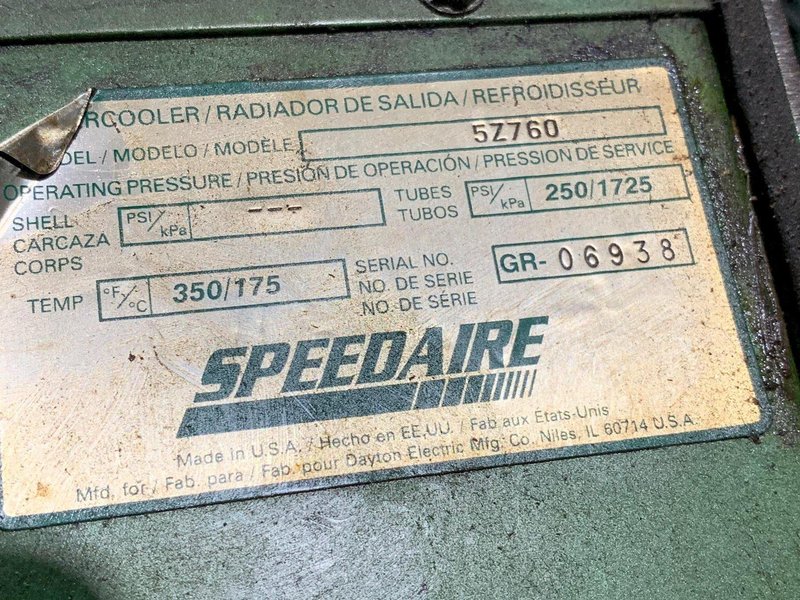 RCOOLER / RADIADOR DE SALIDA / REFROIDISSEUR
DEL / MODELO / MODÈLE 5Z760
OPERATING PRESSURE / PRESIÓN DE OPERACIÓN / PRESSION DE SERVICE
SHELL
CARCAZA
CORPS
PSI/kPa ---
TUBES
TUBOS
PSI/kPa 250/1725
TEMP °F/°C 350/175
SERIAL NO.
NO. DE SERIE
NO. DE SÉRIE
GR- 06938
SPEEDAIRE
Made in U.S.A. / Hecho en EE.UU. / Fab aux États-Unis
Mfd. for / Fab. para / Fab. pour Dayton Electric Mfg. Co. Niles, IL 60714 U.S.A.